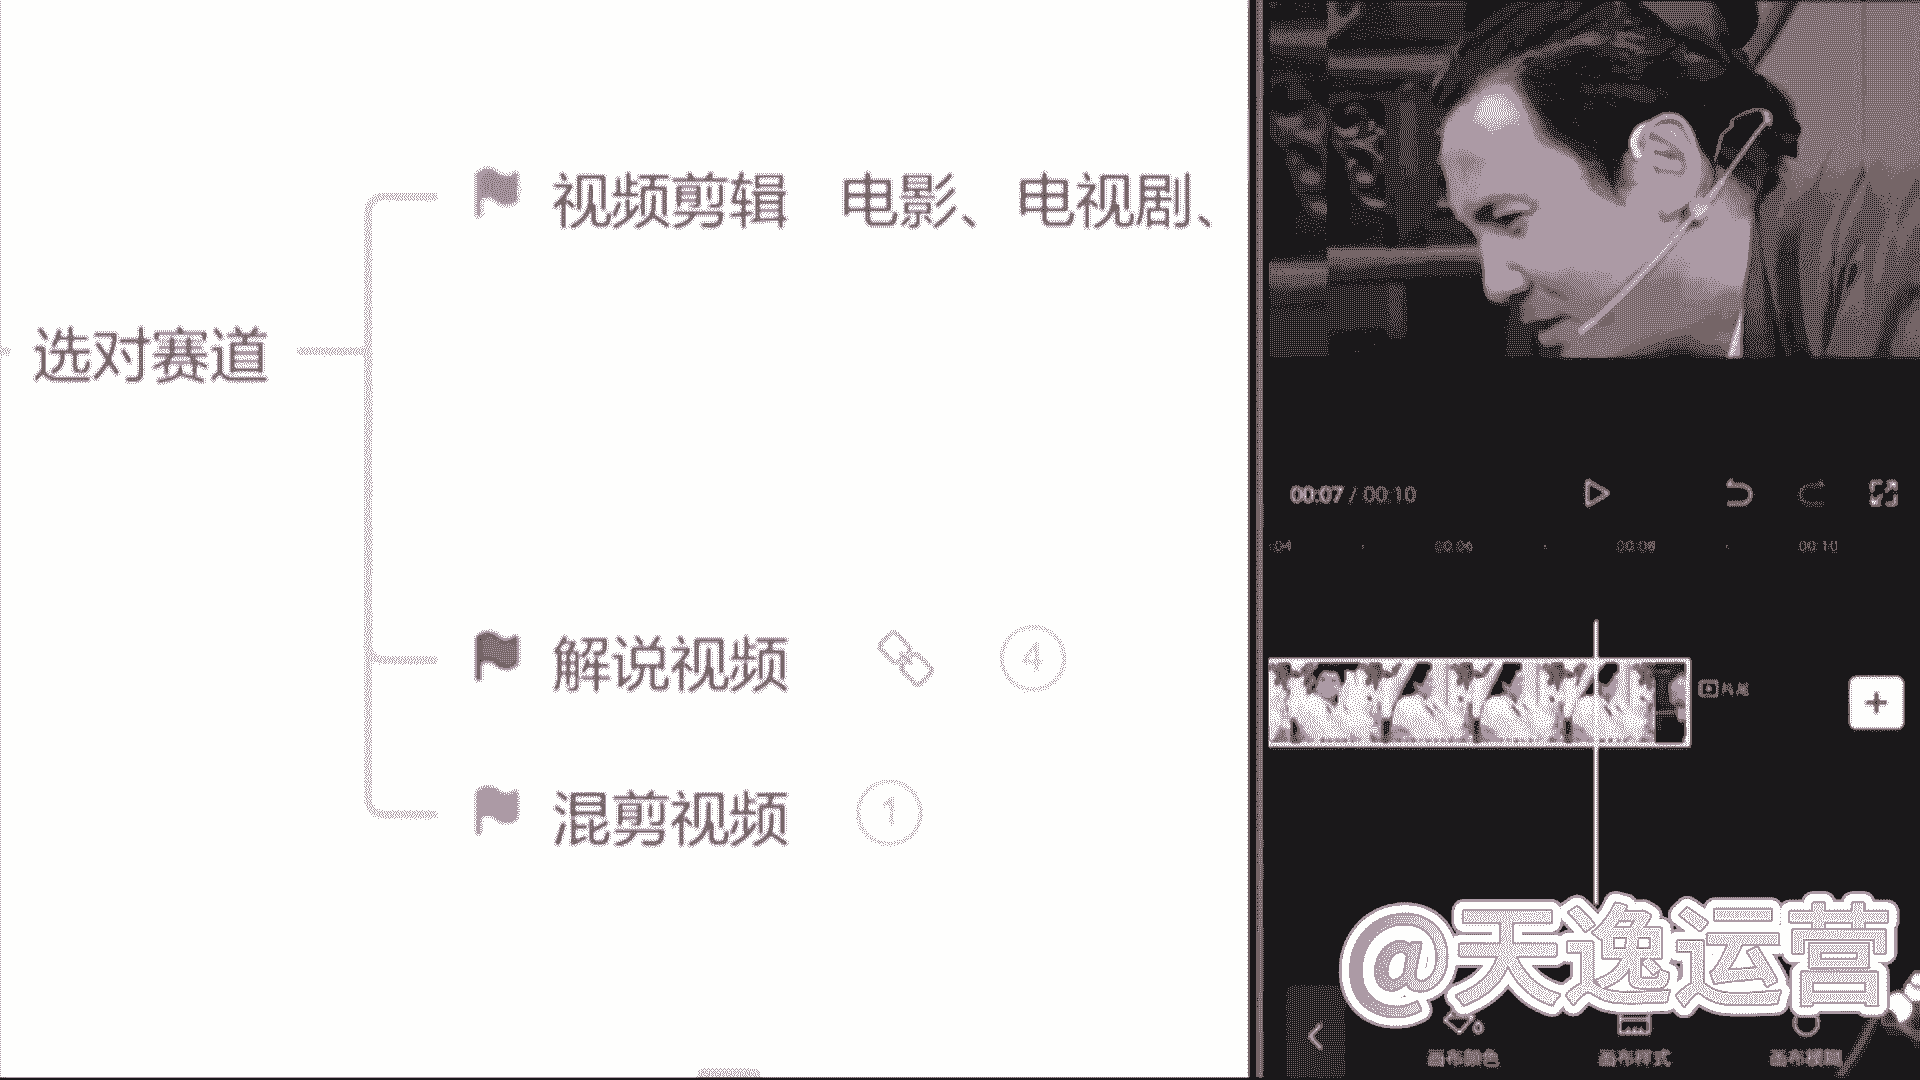 选对赛道
视频剪辑 电影、电视剧、
解说视频 4
混剪视频 1
00:07 / 00:10
:04 00:06 00:08 00:10
片尾
@天逸运营
画布颜色 画布样式 画布模糊